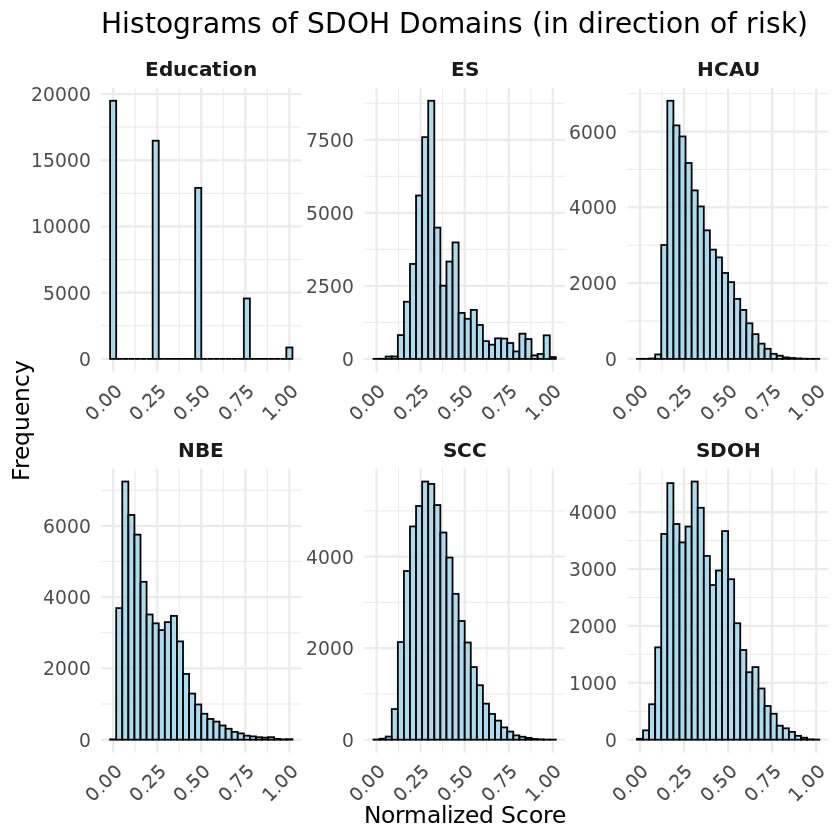 Histograms of SDOH Domains (in direction of risk)
Education
ES
HCAU
20000
15000
10000
5000
0
7500
5000
2500
0
6000
4000
2000
0
0.00 0.25 0.50 0.75 1.00
0.00 0.25 0.50 0.75 1.00
0.00 0.25 0.50 0.75 1.00
Frequency
NBE
SCC
SDOH
6000
4000
2000
0
4000
2000
0
4000
3000
2000
1000
0
0.00 0.25 0.50 0.75 1.00
0.00 0.25 0.50 0.75 1.00
0.00 0.25 0.50 0.75 1.00
Normalized Score